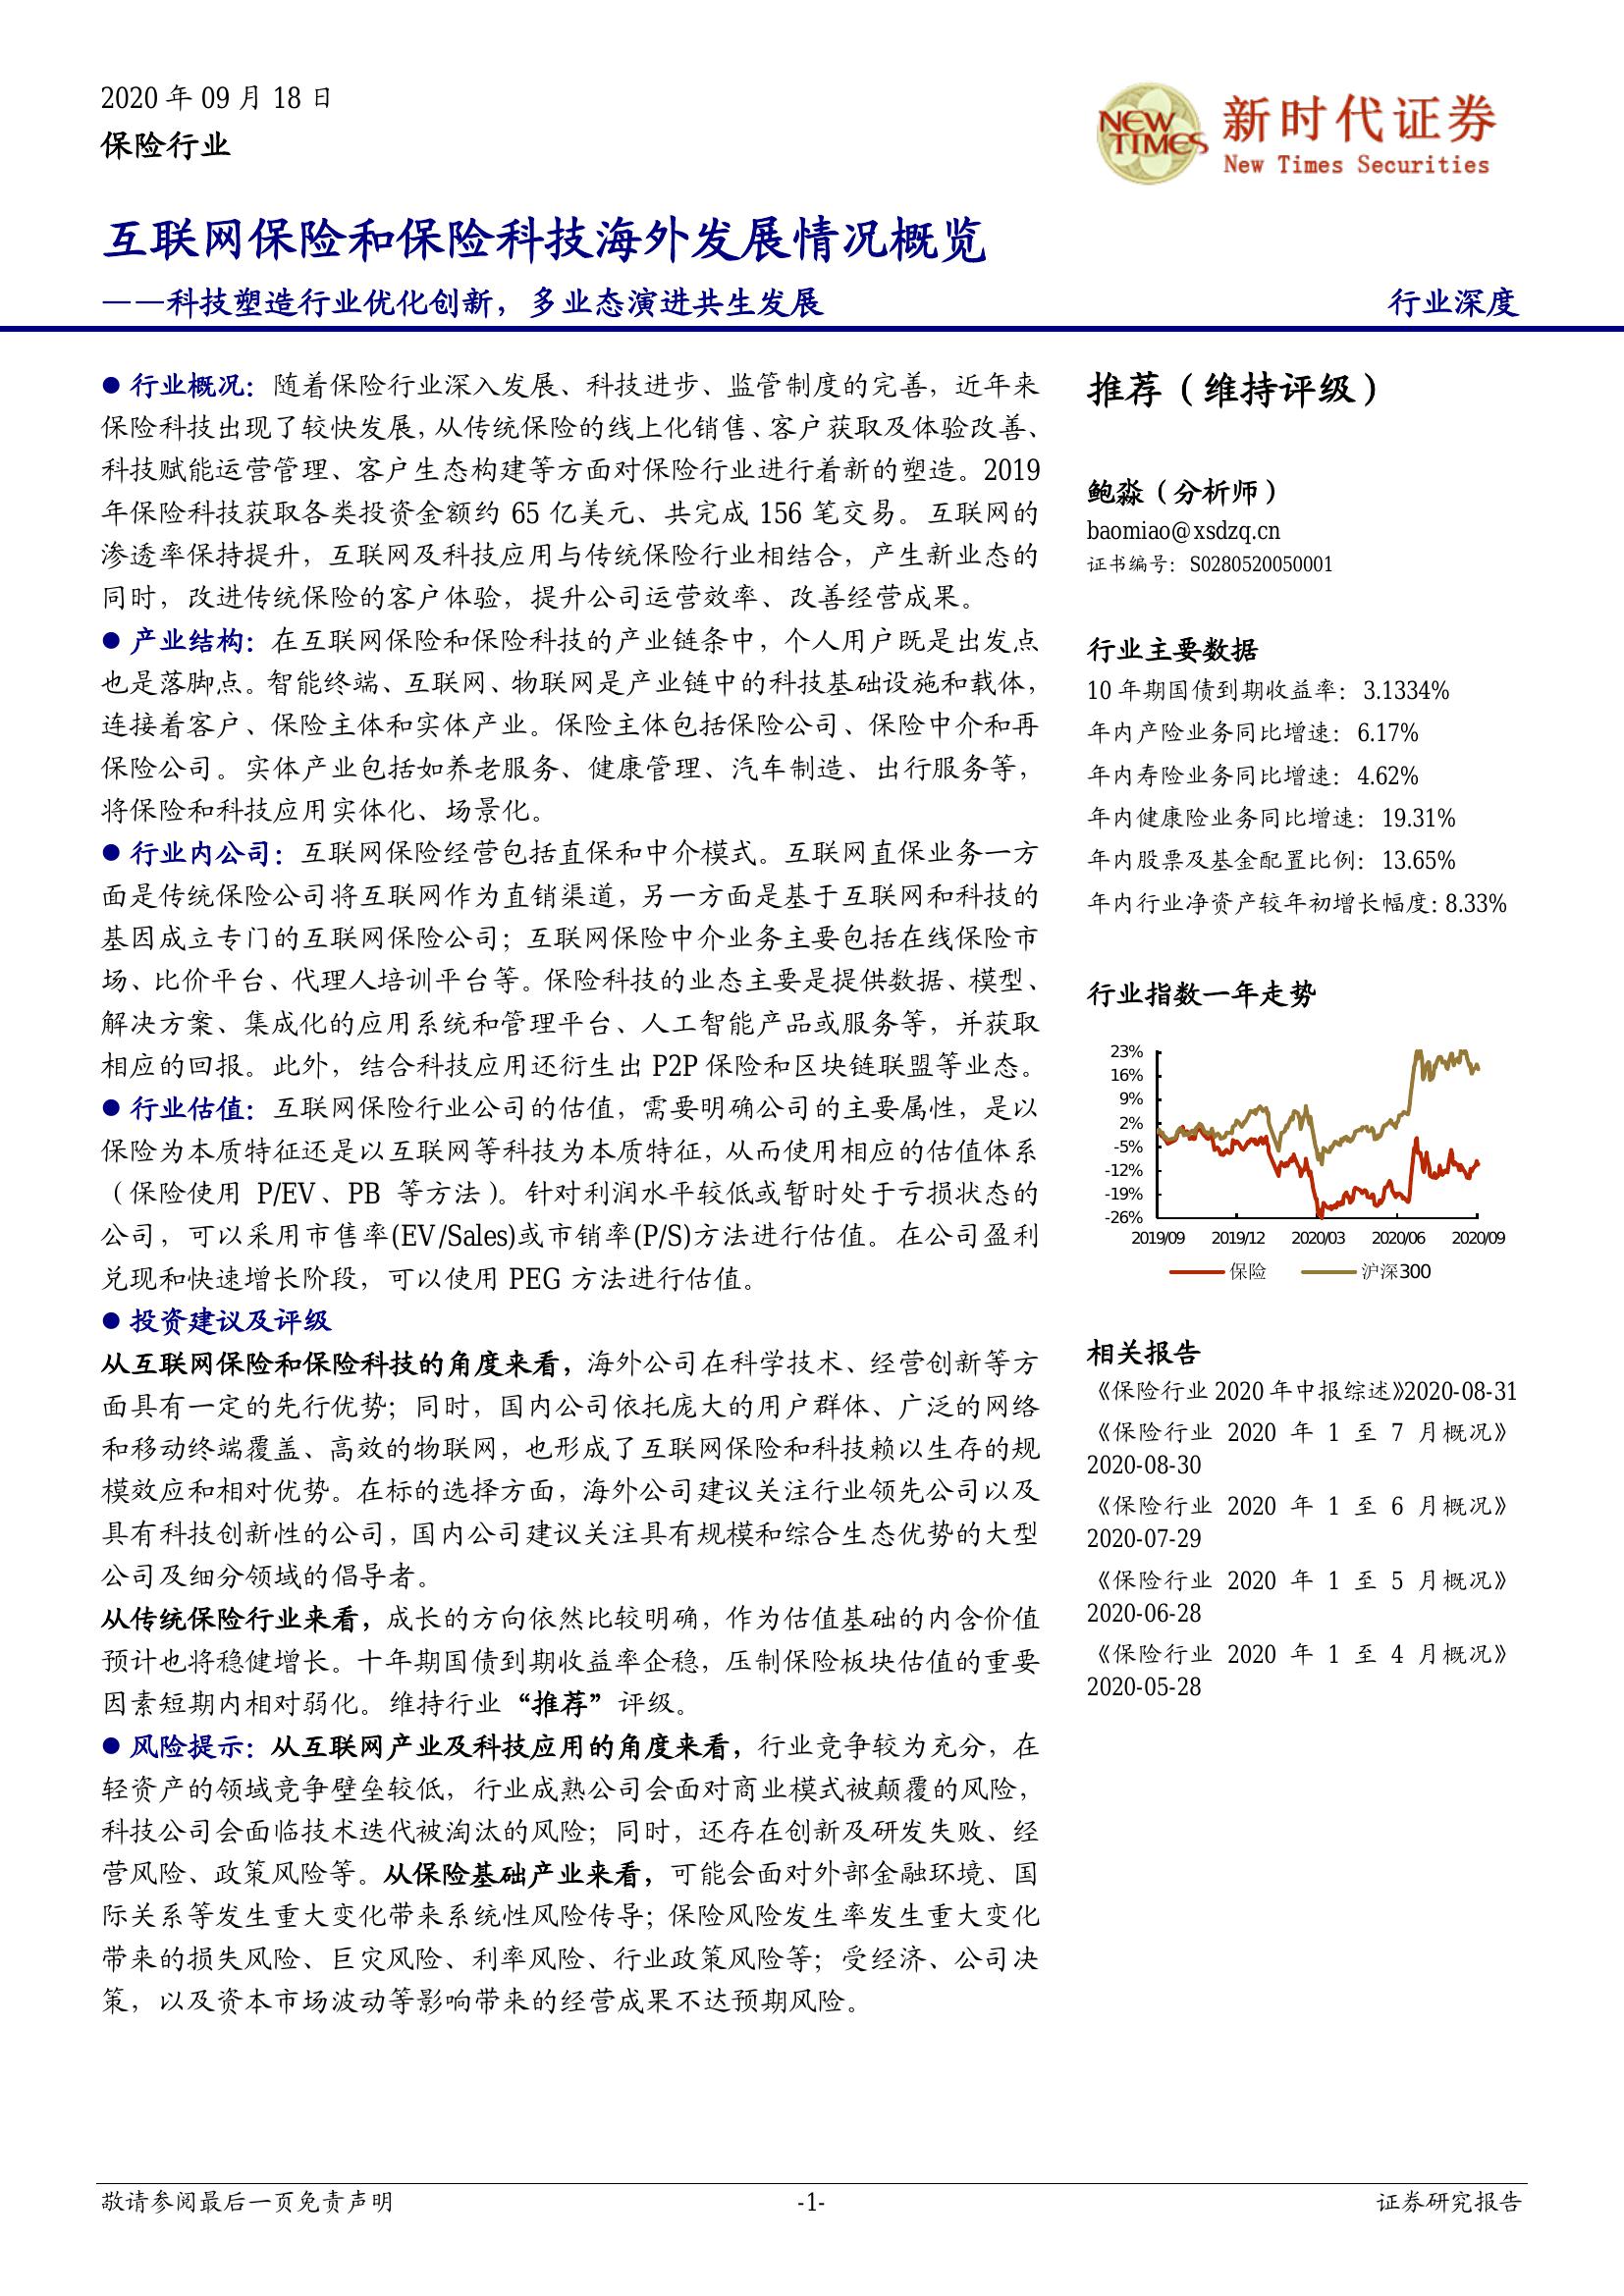 2020 年 09 月 18 日
保险行业
NEW
TIMES
新时代证券
New Times Securities
互联网保险和保险科技海外发展情况概览
——科技塑造行业优化创新，多业态演进共生发展
行业深度
● 行业概况：随着保险行业深入发展、科技进步、监管制度的完善，近年来
保险科技出现了较快发展，从传统保险的线上化销售、客户获取及体验改善、
科技赋能运营管理、客户生态构建等方面对保险行业进行着新的塑造。2019
年保险科技获取各类投资金额约 65 亿美元、共完成 156 笔交易。互联网的
渗透率保持提升，互联网及科技应用与传统保险行业相结合，产生新业态的
同时，改进传统保险的客户体验，提升公司运营效率、改善经营成果。
● 产业结构：在互联网保险和保险科技的产业链条中，个人用户既是出发点
也是落脚点。智能终端、互联网、物联网是产业链中的科技基础设施和载体，
连接着客户、保险主体和实体产业。保险主体包括保险公司、保险中介和再
保险公司。实体产业包括如养老服务、健康管理、汽车制造、出行服务等，
将保险和科技应用实体化、场景化。
● 行业内公司：互联网保险经营包括直保和中介模式。互联网直保业务一方
面是传统保险公司将互联网作为直销渠道，另一方面是基于互联网和科技的
基因成立专门的互联网保险公司；互联网保险中介业务主要包括在线保险市
场、比价平台、代理人培训平台等。保险科技的业态主要是提供数据、模型、
解决方案、集成化的应用系统和管理平台、人工智能产品或服务等，并获取
相应的回报。此外，结合科技应用还衍生出 P2P 保险和区块链联盟等业态。
● 行业估值：互联网保险行业公司的估值，需要明确公司的主要属性，是以
保险为本质特征还是以互联网等科技为本质特征，从而使用相应的估值体系
（保险使用 P/EV、PB 等方法）。针对利润水平较低或暂时处于亏损状态的
公司，可以采用市售率(EV/Sales)或市销率(P/S)方法进行估值。在公司盈利
兑现和快速增长阶段，可以使用 PEG 方法进行估值。
● 投资建议及评级
从互联网保险和保险科技的角度来看，海外公司在科学技术、经营创新等方
面具有一定的先行优势；同时，国内公司依托庞大的用户群体、广泛的网络
和移动终端覆盖、高效的物联网，也形成了互联网保险和科技赖以生存的规
模效应和相对优势。在标的选择方面，海外公司建议关注行业领先公司以及
具有科技创新性的公司，国内公司建议关注具有规模和综合生态优势的大型
公司及细分领域的倡导者。
从传统保险行业来看，成长的方向依然比较明确，作为估值基础的内含价值
预计也将稳健增长。十年期国债到期收益率企稳，压制保险板块估值的重要
因素短期内相对弱化。维持行业“推荐”评级。
● 风险提示：从互联网产业及科技应用的角度来看，行业竞争较为充分，在
轻资产的领域竞争壁垒较低，行业成熟公司会面对商业模式被颠覆的风险，
科技公司会面临技术迭代被淘汰的风险；同时，还存在创新及研发失败、经
营风险、政策风险等。从保险基础产业来看，可能会面对外部金融环境、国
际关系等发生重大变化带来系统性风险传导；保险风险发生率发生重大变化
带来的损失风险、巨灾风险、利率风险、行业政策风险等；受经济、公司决
策，以及资本市场波动等影响带来的经营成果不达预期风险。
推荐（维持评级）
鲍淼（分析师）
baomiao@xsdzq.cn
证书编号：S0280520050001
行业主要数据
10 年期国债到期收益率：3.1334%
年内产险业务同比增速：6.17%
年内寿险业务同比增速：4.62%
年内健康险业务同比增速：19.31%
年内股票及基金配置比例：13.65%
年内行业净资产较年初增长幅度：8.33%
行业指数一年走势
23%
16%
9%
2%
-5%
-12%
-19%
-26%
2019/09 2019/12 2020/03 2020/06 2020/09
保险 沪深300
相关报告
《保险行业 2020 年中报综述》2020-08-31
《保险行业 2020 年 1 至 7 月概况》
2020-08-30
《保险行业 2020 年 1 至 6 月概况》
2020-07-29
《保险行业 2020 年 1 至 5 月概况》
2020-06-28
《保险行业 2020 年 1 至 4 月概况》
2020-05-28
敬请参阅最后一页免责声明
-1-
证券研究报告